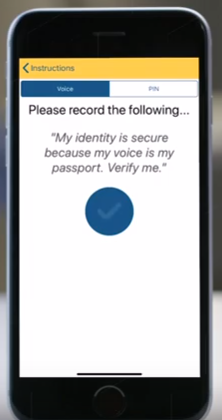 Instructions
Voice PIN
Please record the following...
"My identity is secure
because my voice is my
passport. Verify me."